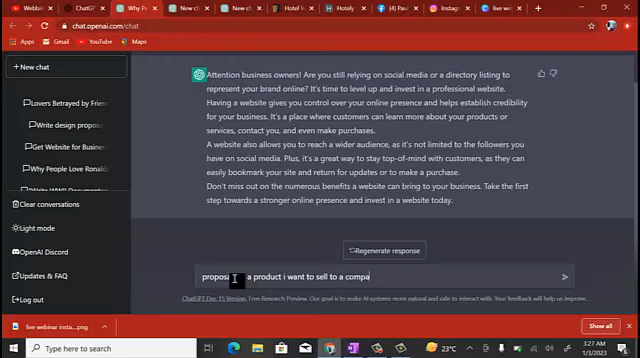 Webbin
ChatGP
Why Pe
New ch
New ch
Hotel V
Hotely
(4) Paul
Instag
live we
chat.openai.com/chat
Apps
Gmail
YouTube
Maps
New chat
Lovers Betrayed by Frien
Write design proposa
Get Website for Busines
Why People Love Ronald
Write WWII Document
Clear conversations
Light mode
OpenAI Discord
Updates & FAQ
Log out
Attention business owners! Are you still relying on social media or a directory listing to
represent your brand online? It's time to level up and invest in a professional website.
Having a website gives you control over your online presence and helps establish credibility
for your business. It's a place where customers can learn more about your products or
services, contact you, and even make purchases.
A website also allows you to reach a wider audience, as it's not limited to the followers you
have on social media. Plus, it's a great way to stay top-of-mind with customers, as they can
easily bookmark your site and return for updates or to make a purchase.
Don't miss out on the numerous benefits a website can bring to your business. Take the first
step towards a stronger online presence and invest in a website today.
Regenerate response
a product i want to sell to a compa
ChatGPT Dec 15 Version. Free Research Preview. Our goal is to make AI systems more natural and safe to interact with. Your feedback will help us improve.
live webinar insta....png
Show all
Type here to search
23°C
3:27 AM
1/3/2023